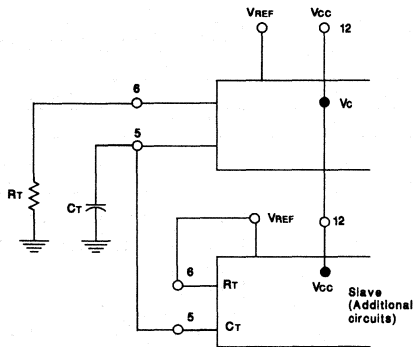 VREF VCC
12
6
VC
5
RT
CT
12
VREF
6
RT
VCC
Slave
(Additional
circuits)
5
CT